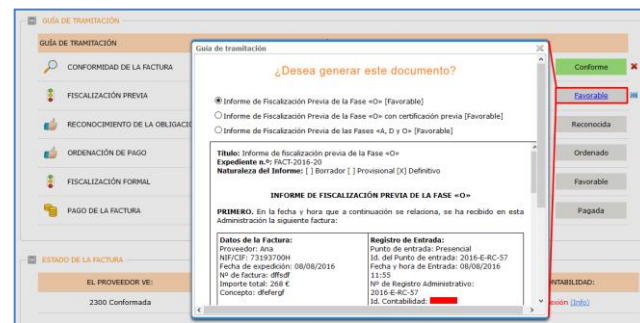 GUÍA DE TRAMITACIÓN
GUÍA DE TRAMITACIÓN
CONFORMIDAD DE LA FACTURA
Conforme
FISCALIZACIÓN PREVIA
Favorable
RECONOCIMIENTO DE LA OBLIGACI
Reconocida
ORDENACIÓN DE PAGO
Ordenado
FISCALIZACIÓN FORMAL
Favorable
PAGO DE LA FACTURA
Pagada
Guía de tramitación
¿Desea generar este documento?
Informe de Fiscalización Previa de la Fase «O» [Favorable]
Informe de Fiscalización Previa de la Fase «O» con certificación previa [Favorable]
Informe de Fiscalización Previa de las Fases «A, D y O» [Favorable]
Título: Informe de fiscalización previa de la Fase «O»
Expediente n.º: FACT-2016-20
Naturaleza del Informe: [ ] Borrador [ ] Provisional [X] Definitivo
INFORME DE FISCALIZACIÓN PREVIA DE LA FASE «O»
PRIMERO. En la fecha y hora que a continuación se relaciona, se ha recibido en esta
Administración la siguiente factura:
Datos de la Factura:
Proveedor: Ana
NIF/CIF: 73193700H
Fecha de expedición: 08/08/2016
Nº de factura: dffsdf
Importe total: 268 €
Concepto: dfefergf
Registro de Entrada:
Punto de entrada: Presencial
Id. del Punto de entrada: 2016-E-RC-57
Fecha y hora de Entrada: 08/08/2016
11:55
Nº de Registro Administrativo:
2016-E-RC-57
Id. Contabilidad:
ESTADO DE LA FACTURA
EL PROVEEDOR VE:
NTABILIDAD:
2300 Conformada
exión (Info)